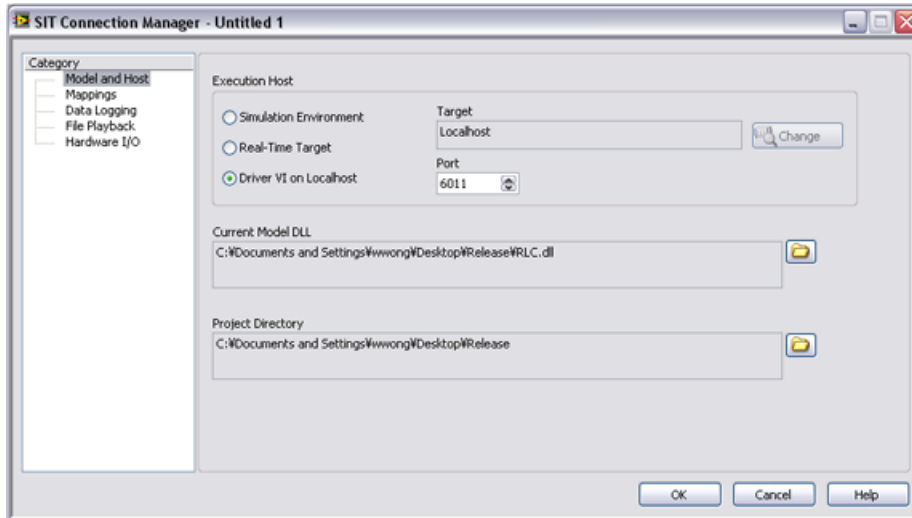 SIT Connection Manager - Untitled 1
Category
Model and Host
Mappings
Data Logging
File Playback
Hardware I/O
Execution Host
Simulation Environment
Real-Time Target
Driver VI on Localhost
Target
Localhost
Change
Port
6011
Current Model DLL
C:¥Documents and Settings¥wwong¥Desktop¥Release¥RLC.dll
Project Directory
C:¥Documents and Settings¥wwong¥Desktop¥Release
OK
Cancel
Help